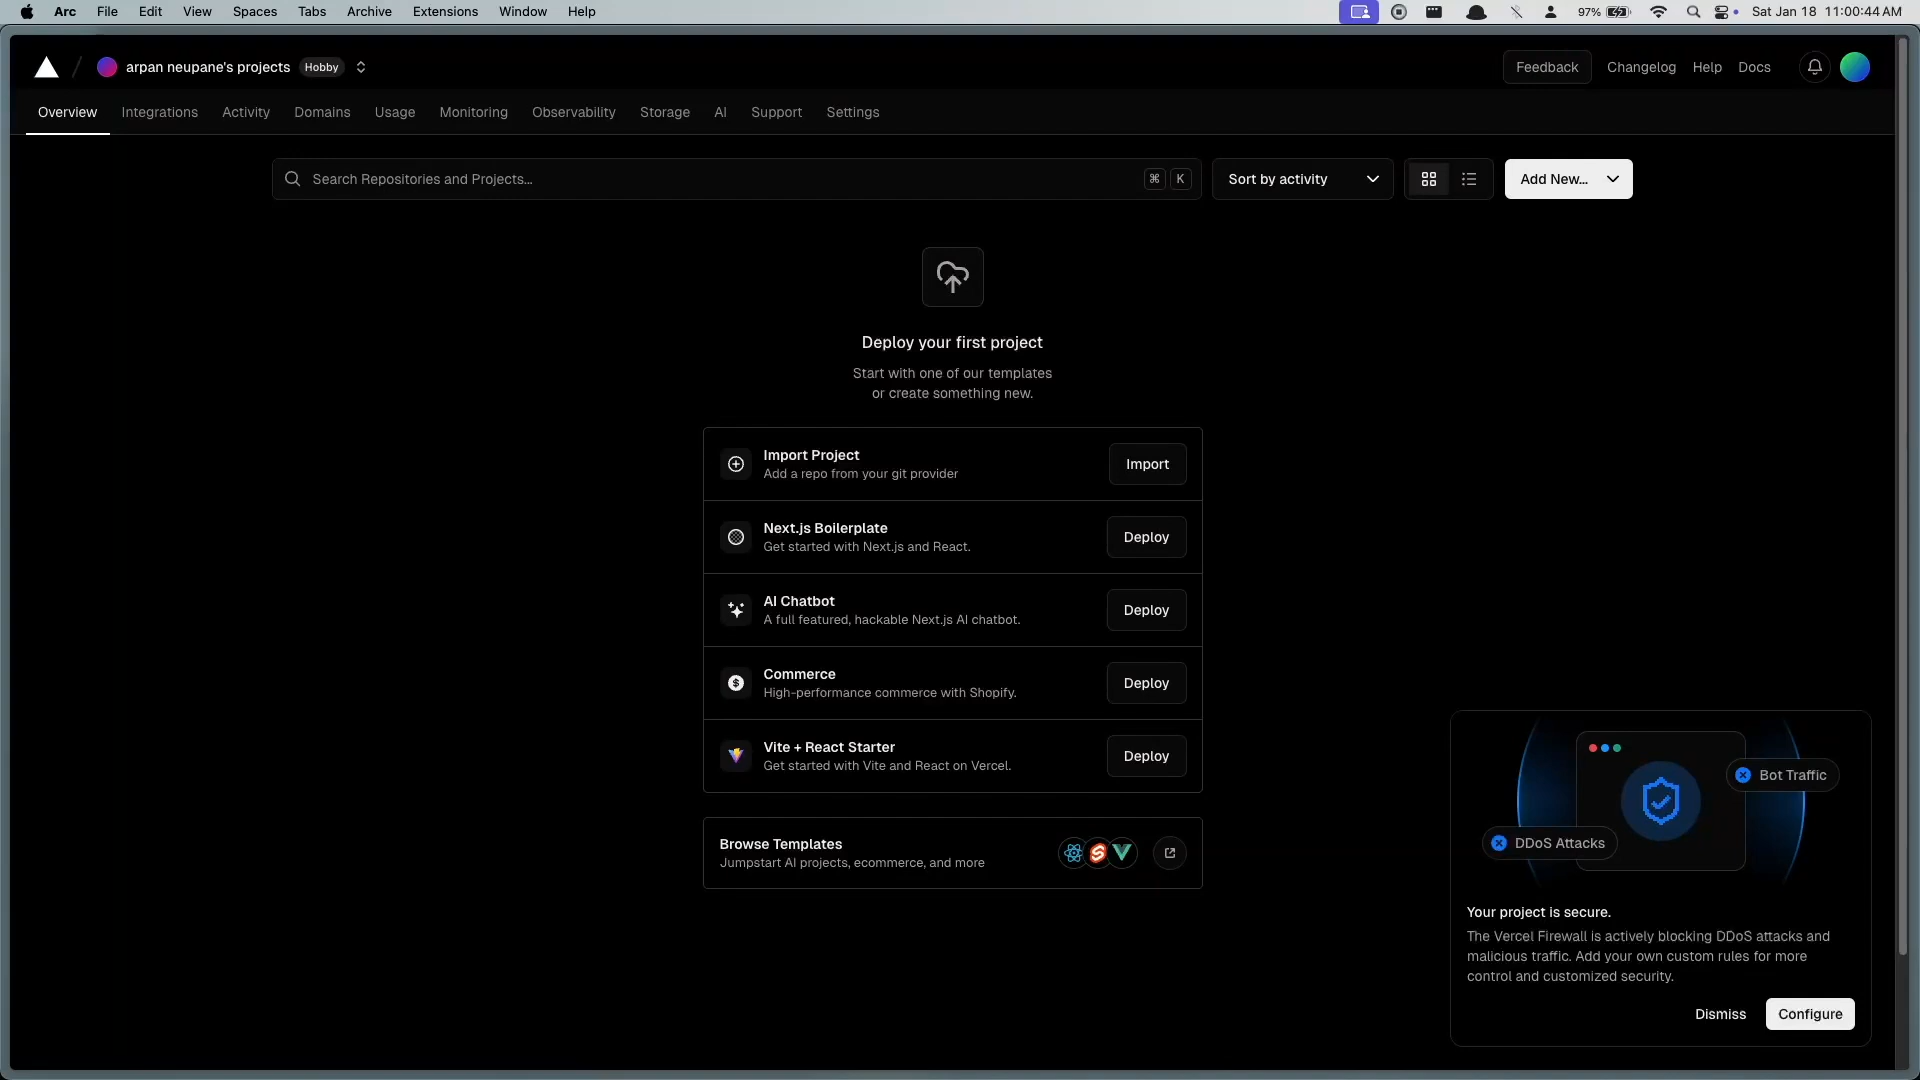 Arc File Edit View Spaces Tabs Archive Extensions Window Help 97% Sat Jan 18 11:00:44 AM
/ arpan neupane's projects Hobby Feedback Changelog Help Docs
Overview Integrations Activity Domains Usage Monitoring Observability Storage AI Support Settings
Search Repositories and Projects... ⌘ K Sort by activity Add New...
Deploy your first project
Start with one of our templates
or create something new.
Import Project
Add a repo from your git provider
Import
Next.js Boilerplate
Get started with Next.js and React.
Deploy
AI Chatbot
A full featured, hackable Next.js AI chatbot.
Deploy
Commerce
High-performance commerce with Shopify.
Deploy
Vite + React Starter
Get started with Vite and React on Vercel.
Deploy
Browse Templates
Jumpstart AI projects, ecommerce, and more
Bot Traffic
DDoS Attacks
Your project is secure.
The Vercel Firewall is actively blocking DDoS attacks and
malicious traffic. Add your own custom rules for more
control and customized security.
Dismiss Configure